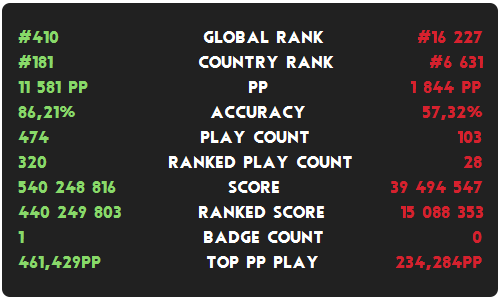 #410 GLOBAL RANK #16 227
#181 COUNTRY RANK #6 631
11 581 PP PP 1 844 PP
86,21% ACCURACY 57,32%
474 PLAY COUNT 103
320 RANKED PLAY COUNT 28
540 248 816 SCORE 39 494 547
440 249 803 RANKED SCORE 15 088 353
1 BADGE COUNT 0
461,429PP TOP PP PLAY 234,284PP